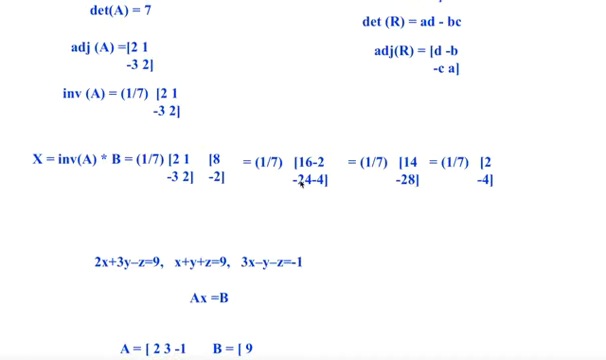 det(A) = 7
det (R) = ad - bc
adj (A) =[2 1
-3 2]
adj(R) = [d -b
-c a]
inv (A) = (1/7) [2 1
-3 2]
X = inv(A) * B = (1/7) [2 1 [8 = (1/7) [16-2 = (1/7) [14 = (1/7) [2
-3 2] -2] -24-4] -28] -4]
2x+3y–z=9, x+y+z=9, 3x–y–z=-1
Ax =B
A = [ 2 3 -1 B = [ 9